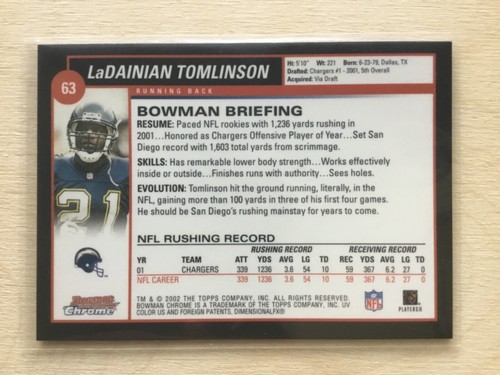 63
LaDAINIAN TOMLINSON
RUNNING BACK
Ht: 5'10" Wt: 221 Born: 6-23-79, Dallas, TX
Drafted: Chargers #1 - 2001, 5th Overall
Acquired: Via Draft
BOWMAN BRIEFING
RESUME: Paced NFL rookies with 1,236 yards rushing in
2001...Honored as Chargers Offensive Player of Year...Set San
Diego record with 1,603 total yards from scrimmage.
SKILLS: Has remarkable lower body strength...Works effectively
inside or outside...Finishes runs with authority...Sees holes.
EVOLUTION: Tomlinson hit the ground running, literally, in the
NFL, gaining more than 100 yards in three of his first four games.
He should be San Diego's rushing mainstay for years to come.
21
NFL RUSHING RECORD
RUSHING RECORD RECEIVING RECORD
YR TEAM ATT YDS AVG LG TD REC YDS AVG LG TD
01 CHARGERS 339 1236 3.6 54 10 59 367 6.2 27 0
NFL CAREER 339 1236 3.6 54 10 59 367 6.2 27 0
Bowman
Chrome
TM & © 2002 THE TOPPS COMPANY, INC. ALL RIGHTS RESERVED.
BOWMAN CHROME IS A TRADEMARK OF THE TOPPS COMPANY, INC. UV
COLOR US AND FOREIGN PATENTS, DIMENSIONALFX®
NFL
PLAYERS